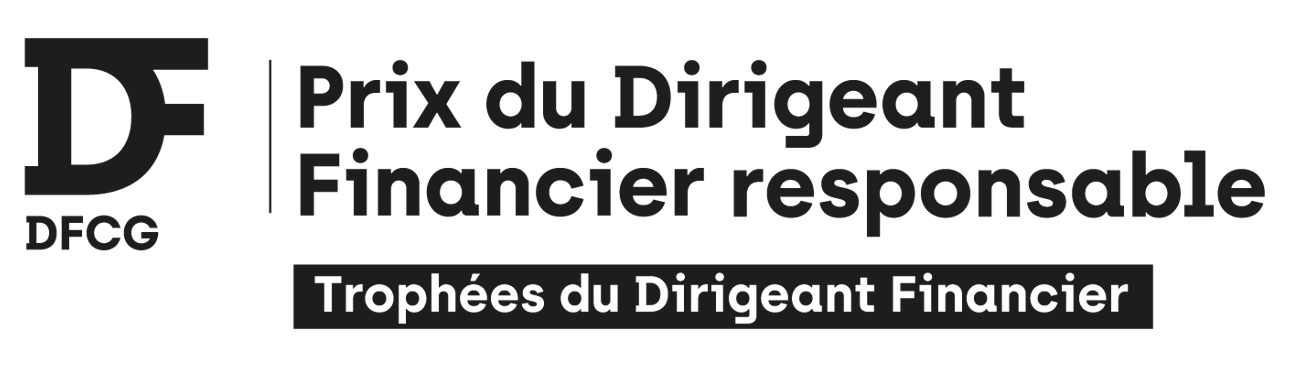 DF
DFCG
Prix du Dirigeant
Financier responsable
Trophées du Dirigeant Financier